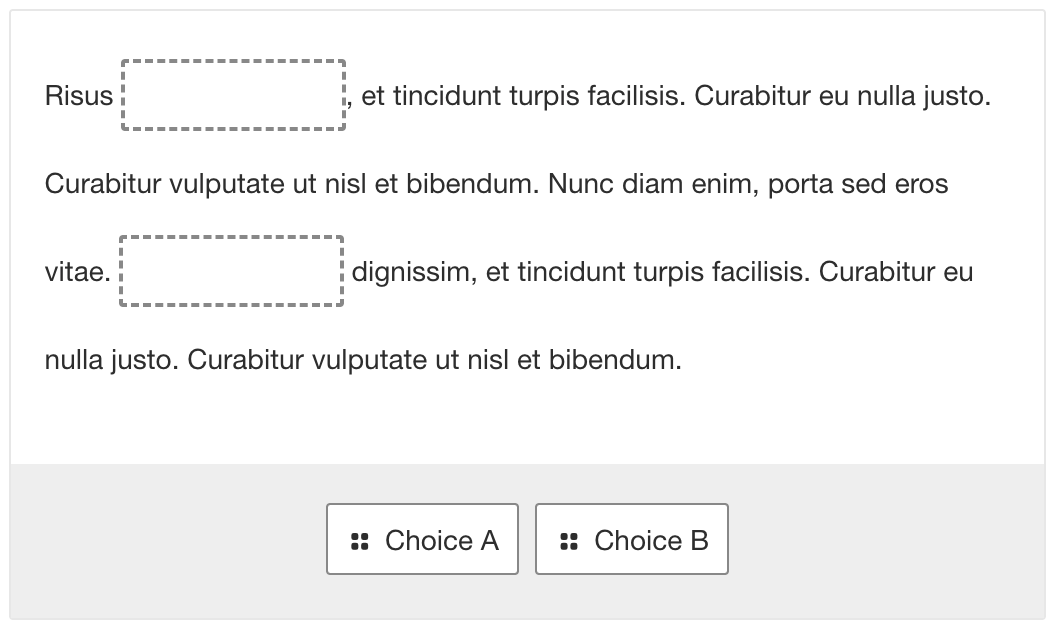 Risus , et tincidunt turpis facilisis. Curabitur eu nulla justo.
Curabitur vulputate ut nisl et bibendum. Nunc diam enim, porta sed eros
vitae. dignissim, et tincidunt turpis facilisis. Curabitur eu
nulla justo. Curabitur vulputate ut nisl et bibendum.
Choice A Choice B